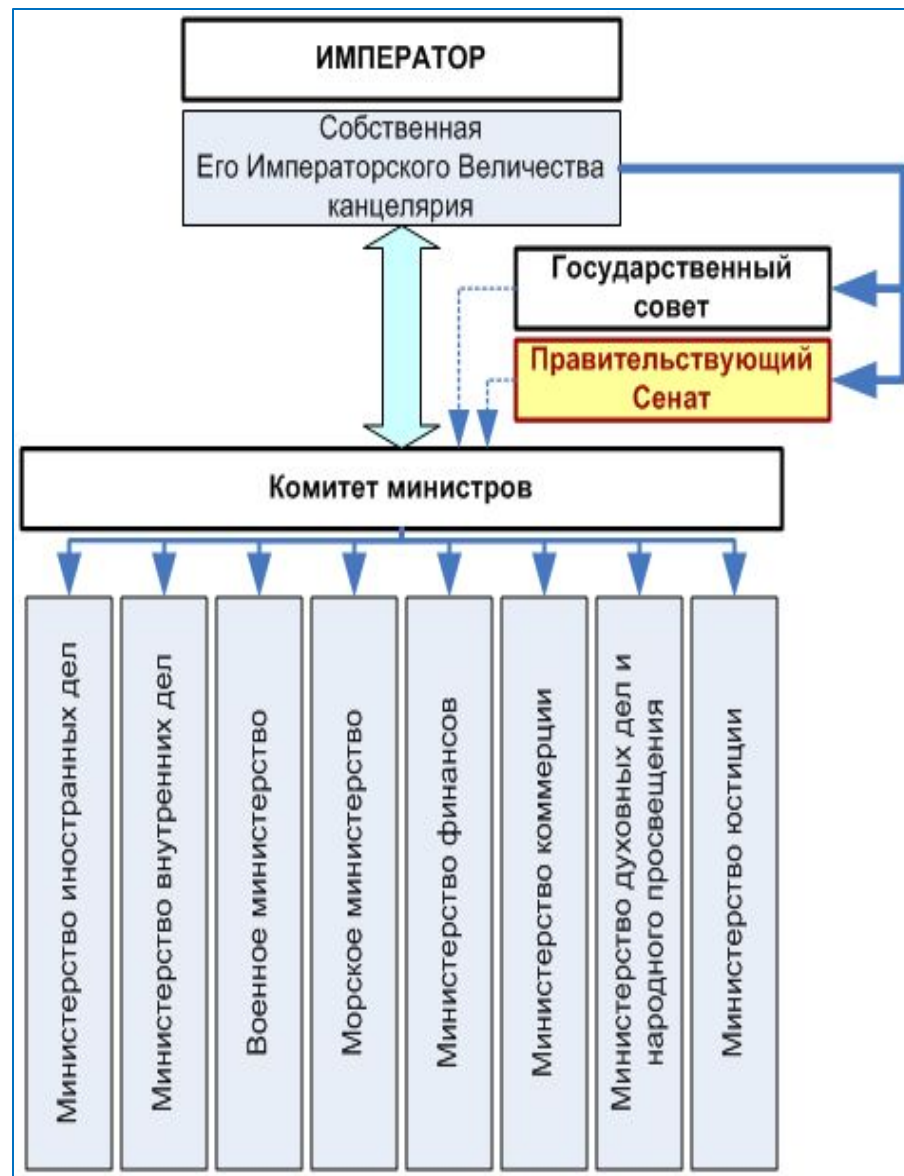 ИМПЕРАТОР
Собственная
Его Императорского Величества
канцелярия
Государственный
совет
Правительствующий
Сенат
Комитет министров
Министерство иностранных дел
Министерство внутренних дел
Военное министерство
Морское министерство
Министерство финансов
Министерство коммерции
Министерство духовных дел и
народного просвещения
Министерство юстиции